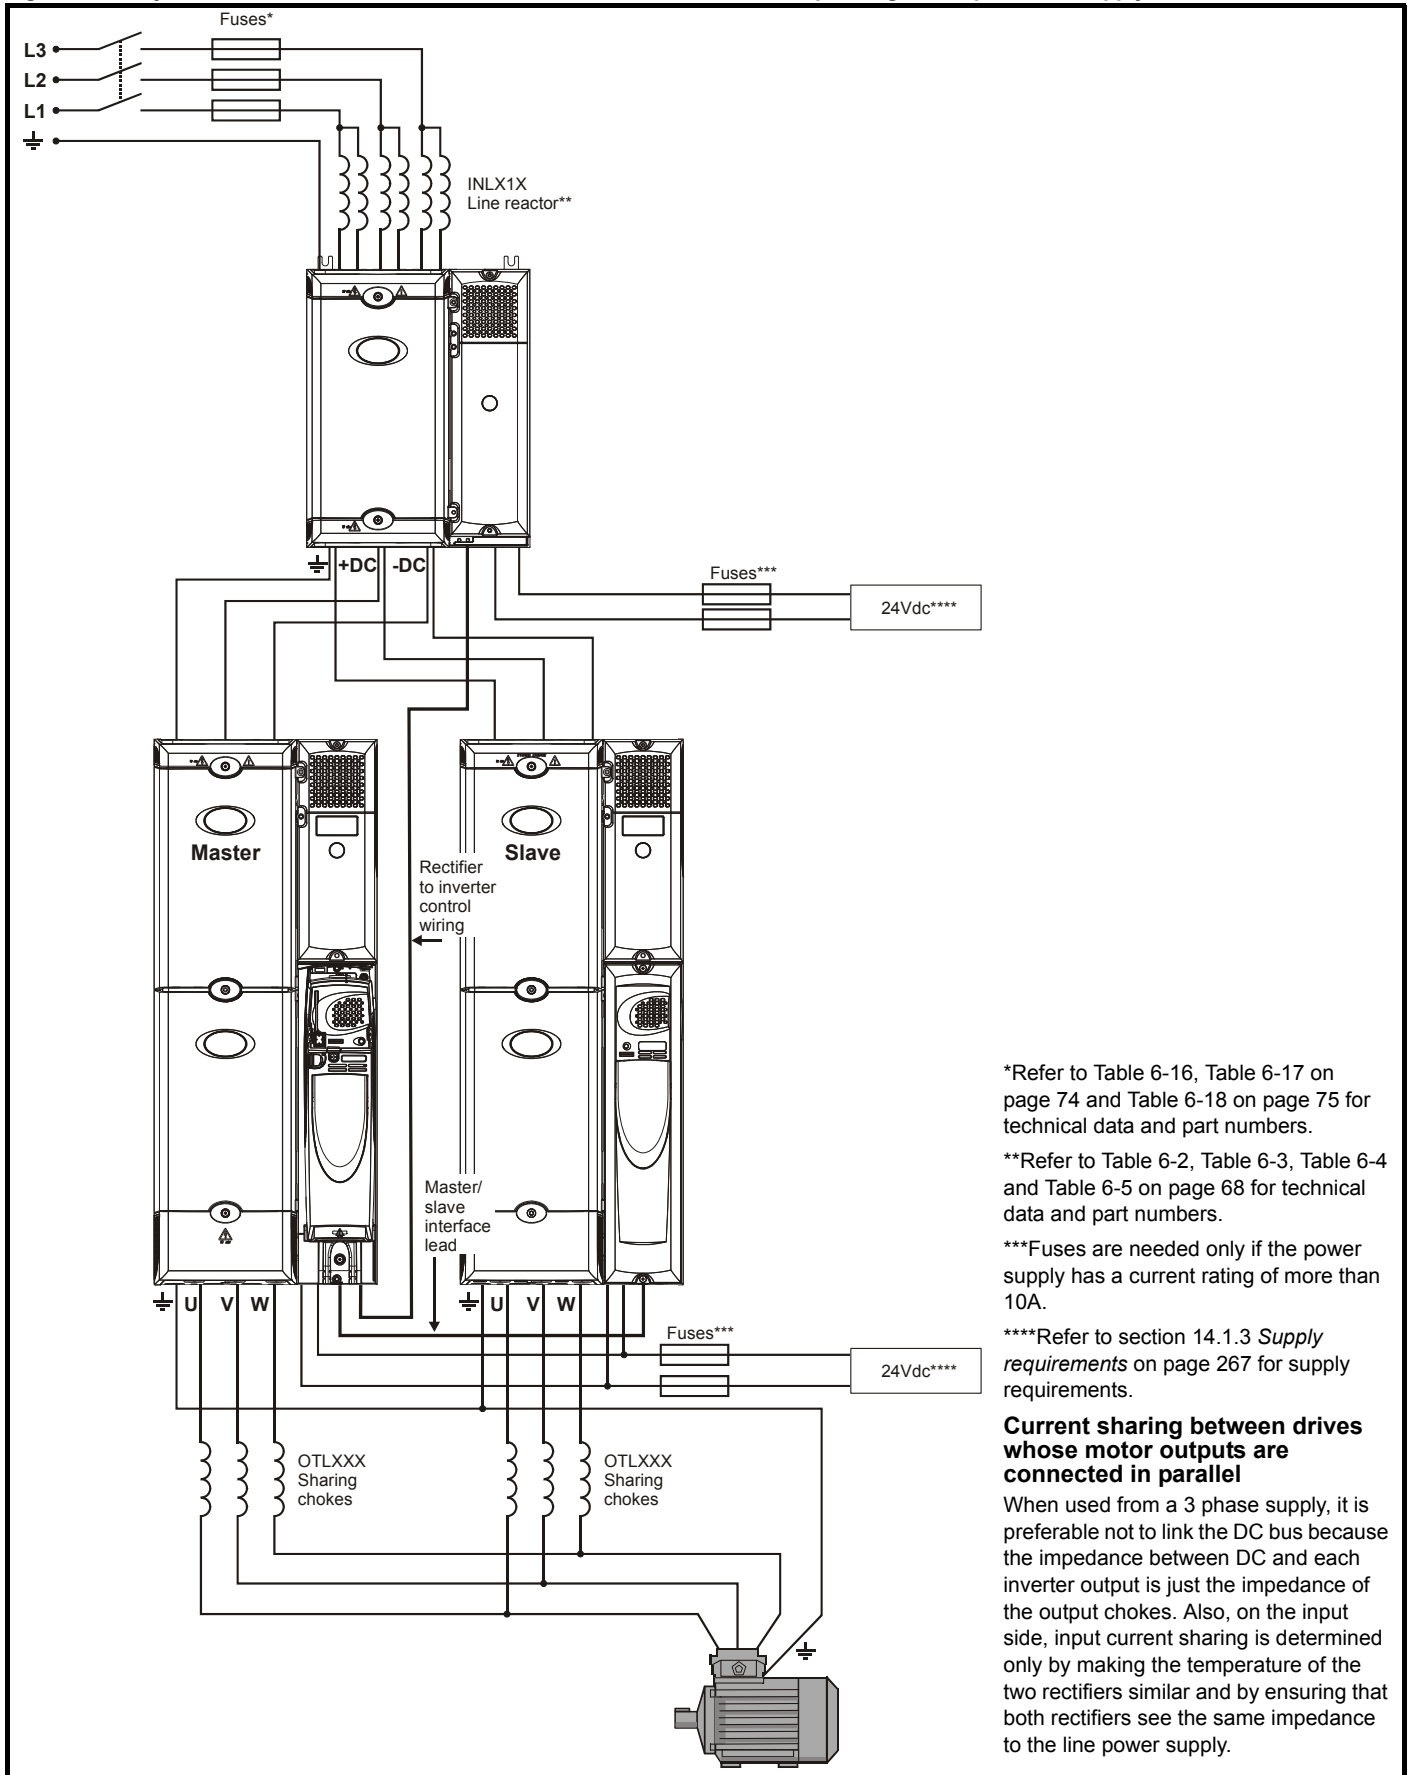 Fuses*
L3
L2
L1
INLX1X
Line reactor**
+DC
-DC
Fuses***
24Vdc****
Master
Slave
Rectifier
to inverter
control
wiring
Master/
slave
interface
lead
U
V
W
U
V
W
Fuses***
24Vdc****
OTLXXX
Sharing
chokes
OTLXXX
Sharing
chokes
*Refer to Table 6-16, Table 6-17 on
page 74 and Table 6-18 on page 75 for
technical data and part numbers.
**Refer to Table 6-2, Table 6-3, Table 6-4
and Table 6-5 on page 68 for technical
data and part numbers.
***Fuses are needed only if the power
supply has a current rating of more than
10A.
****Refer to section 14.1.3 Supply
requirements on page 267 for supply
requirements.
Current sharing between drives
whose motor outputs are
connected in parallel
When used from a 3 phase supply, it is
preferable not to link the DC bus because
the impedance between DC and each
inverter output is just the impedance of
the output chokes. Also, on the input
side, input current sharing is determined
only by making the temperature of the
two rectifiers similar and by ensuring that
both rectifiers see the same impedance
to the line power supply.